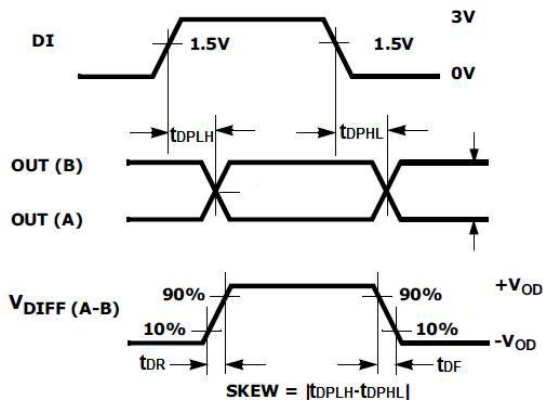 DI
1.5V
1.5V
3V
0V
tDPLH
tDPHL
OUT (B)
OUT (A)
VDIFF (A-B)
90%
90%
+VOD
10%
10%
-VOD
tDR
tDF
SKEW = |tDPLH-tDPHL|